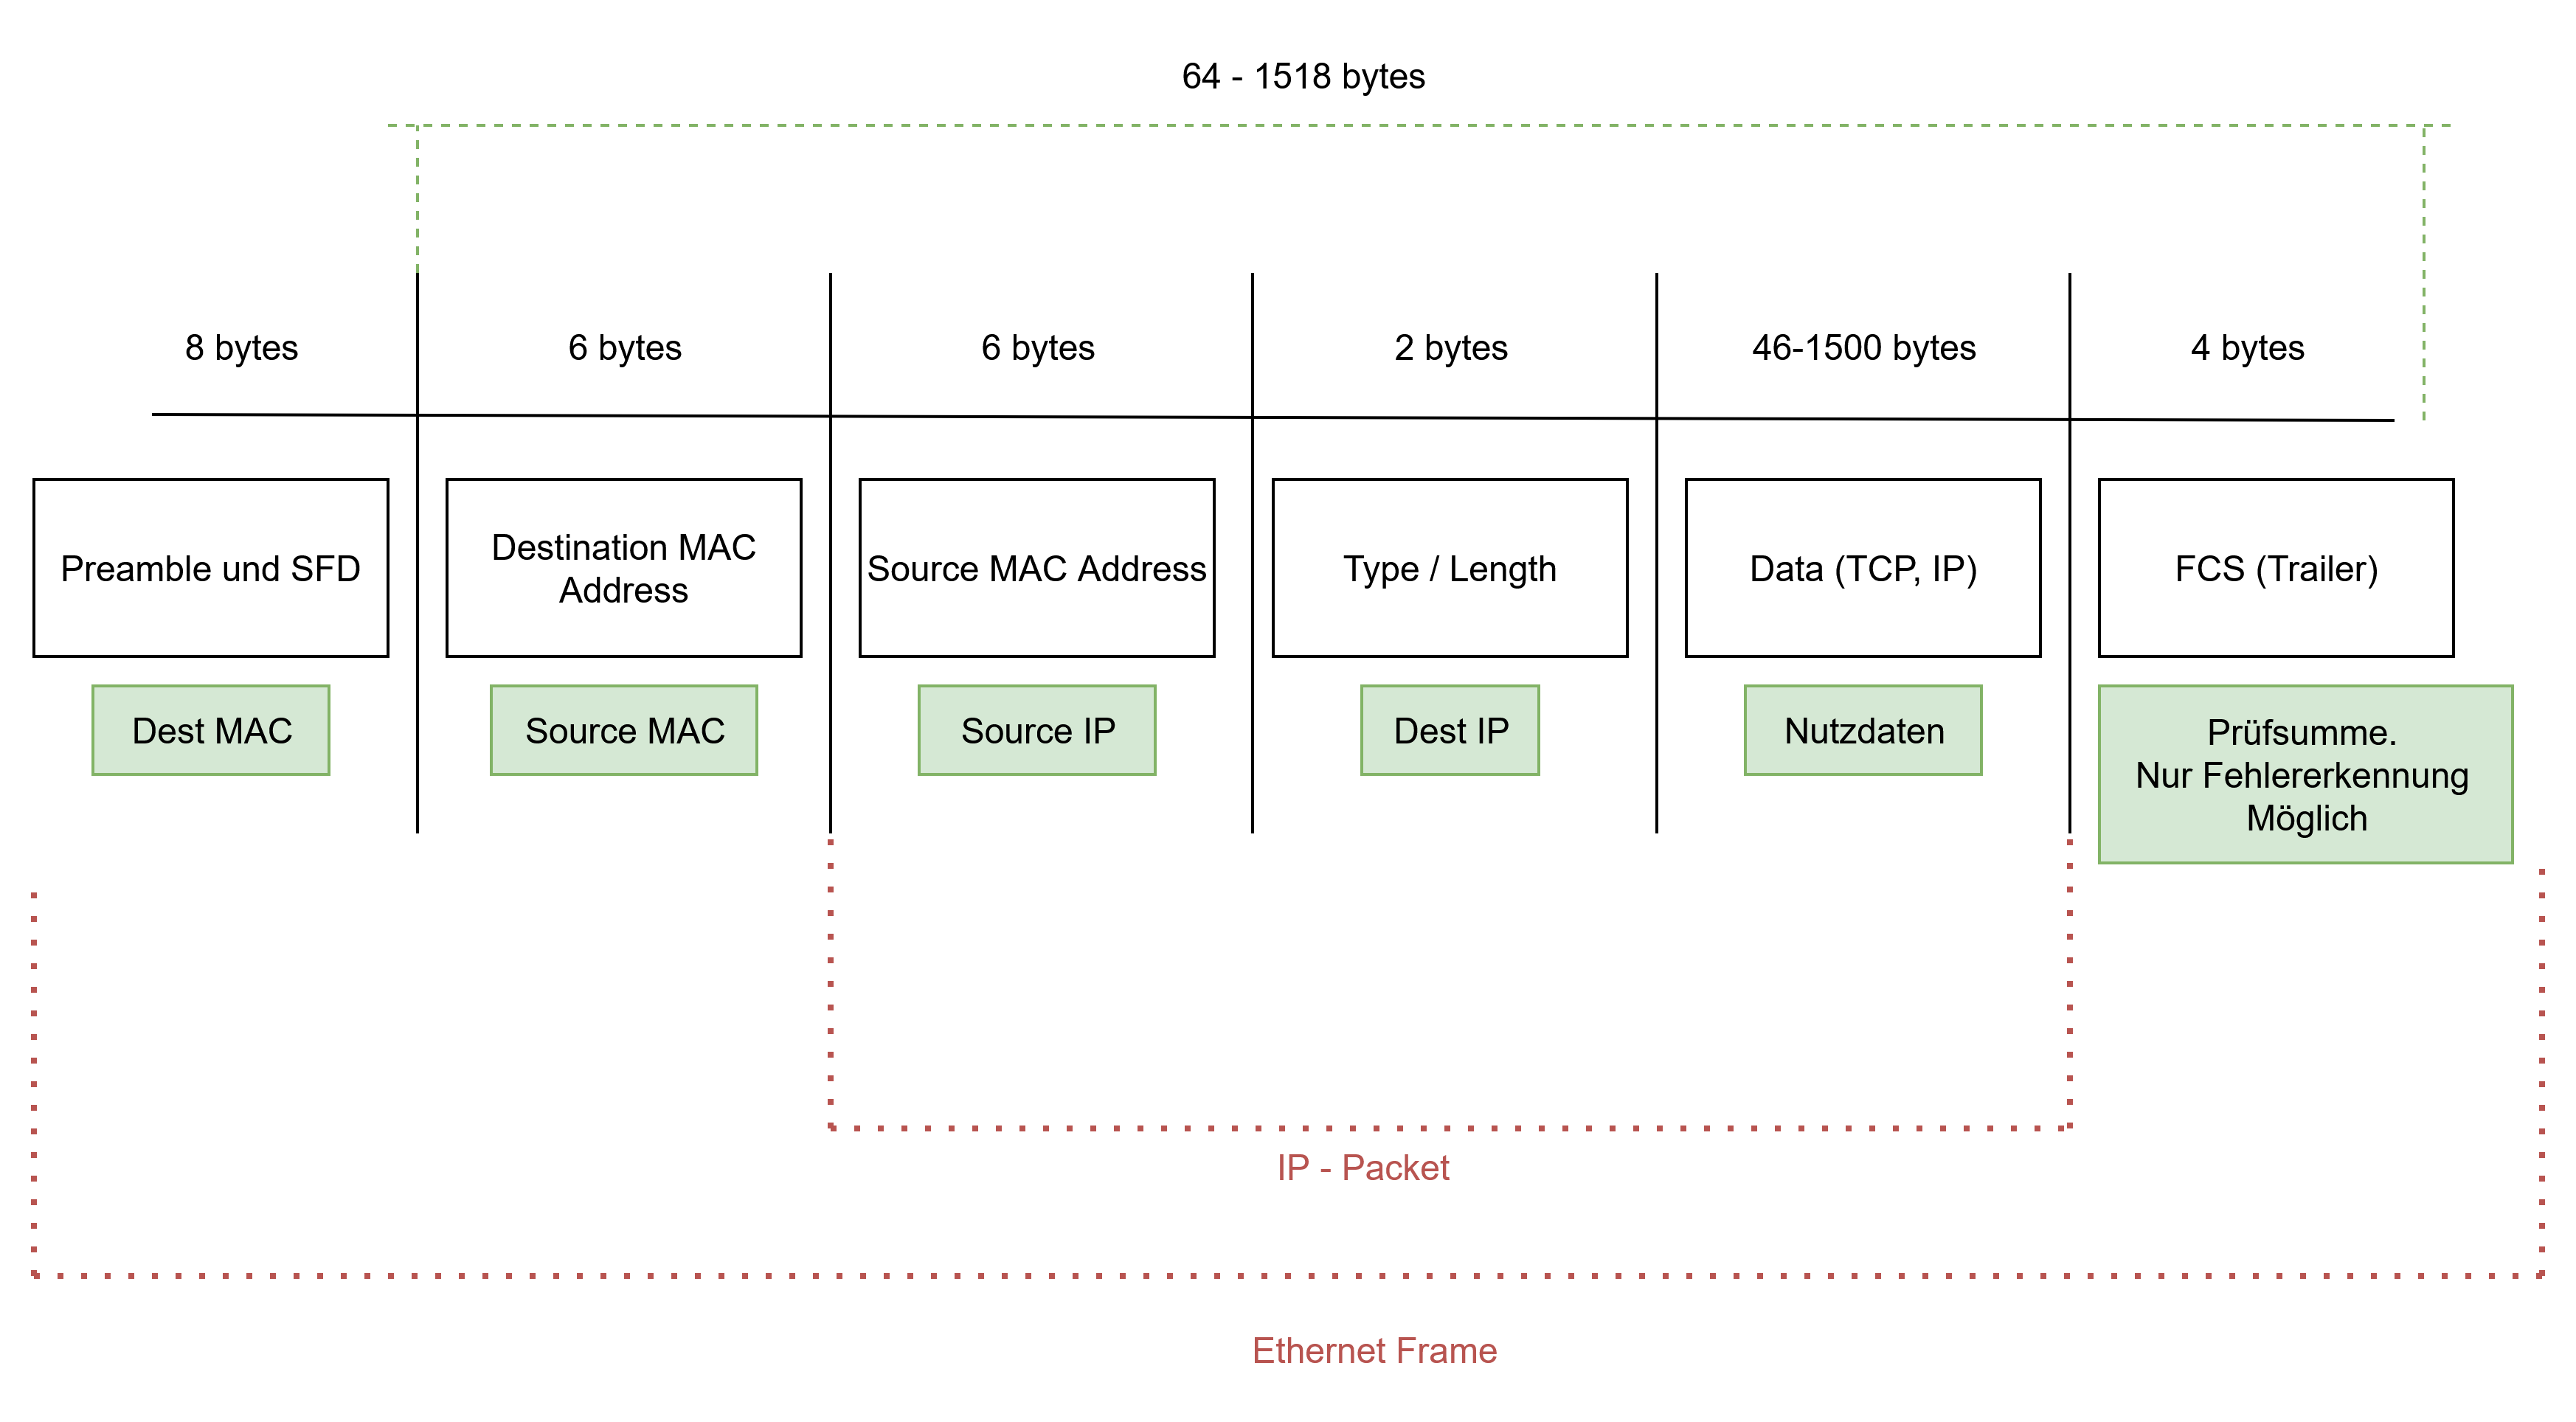 64 - 1518 bytes
8 bytes
6 bytes
6 bytes
2 bytes
46-1500 bytes
4 bytes
Preamble und SFD
Destination MAC
Address
Source MAC Address
Type / Length
Data (TCP, IP)
FCS (Trailer)
Dest MAC
Source MAC
Source IP
Dest IP
Nutzdaten
Prüfsumme.
Nur Fehlererkennung
Möglich
IP - Packet
Ethernet Frame